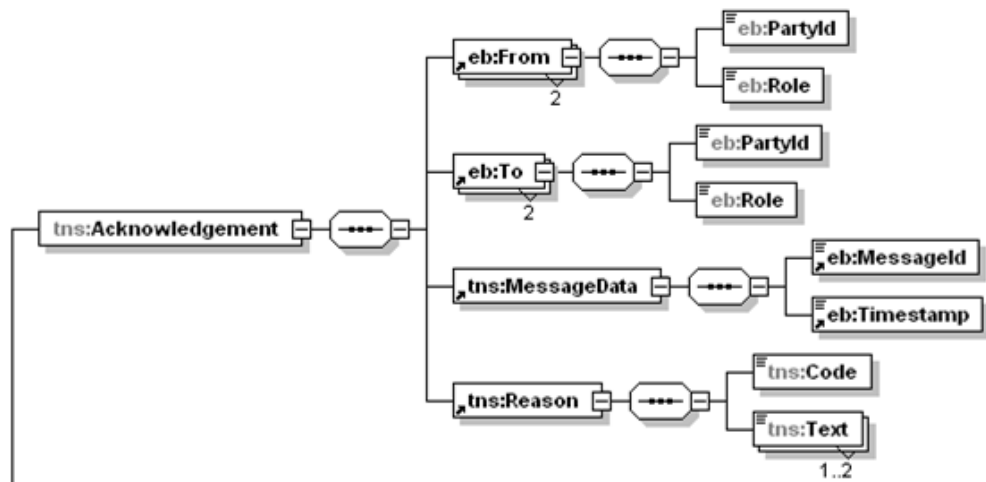 eb:PartyId
eb:From
2
eb:Role
eb:PartyId
eb:To
2
eb:Role
tns:Acknowledgement
eb:MessageId
tns:MessageData
eb:Timestamp
tns:Code
tns:Reason
tns:Text
1..2